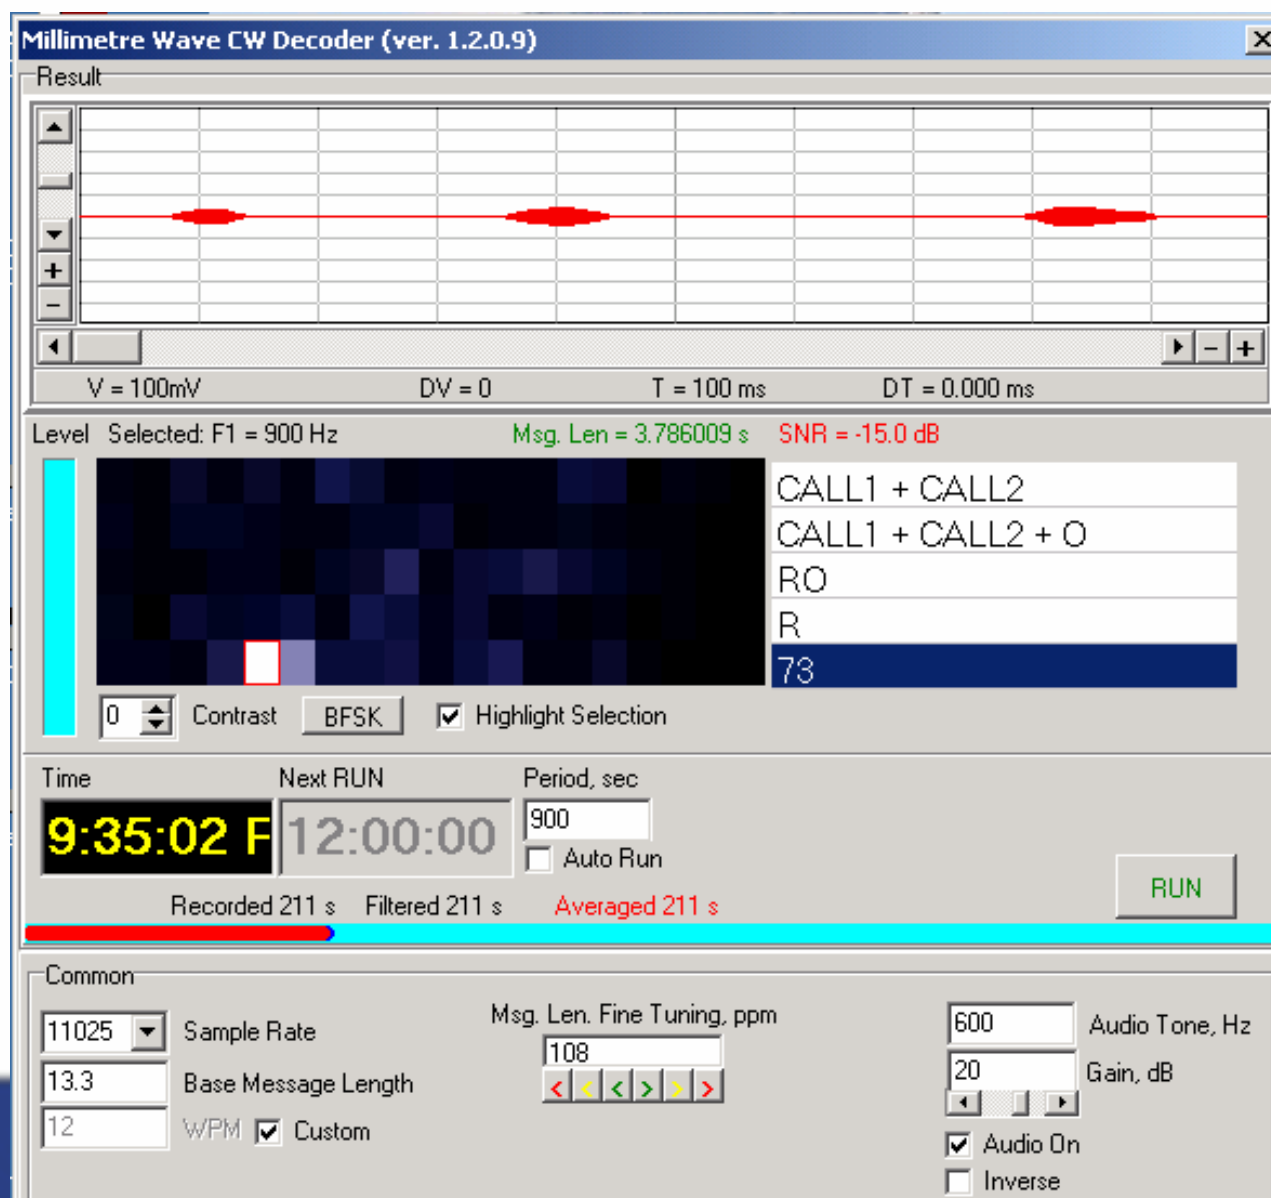 Millimetre Wave CW Decoder (ver. 1.2.0.9)
Result
V = 100mV DV = 0 T = 100 ms DT = 0.000 ms
Level Selected: F1 = 900 Hz Msg. Len = 3.786009 s SNR = -15.0 dB
CALL1 + CALL2
CALL1 + CALL2 + O
RO
R
73
0 Contrast BFSK Highlight Selection
Time Next RUN Period, sec
9:35:02 F 12:00:00 900
Auto Run
RUN
Recorded 211 s Filtered 211 s Averaged 211 s
Common
11025 Sample Rate
13.3 Base Message Length
12 WPM Custom
Msg. Len. Fine Tuning, ppm
108
< < < > > >
600 Audio Tone, Hz
20 Gain, dB
Audio On
Inverse